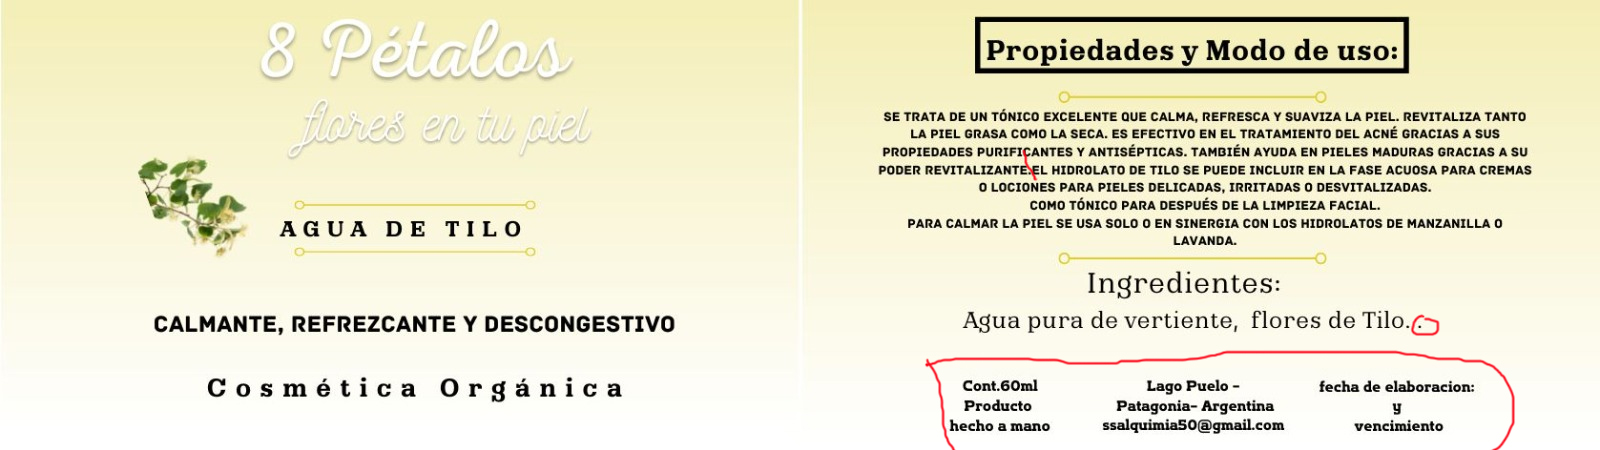 8 Pétalos
flores en tu piel
AGUA DE TILO
CALMANTE, REFREZCANTE Y DESCONGESTIVO
Cosmética Orgánica
Propiedades y Modo de uso:
SE TRATA DE UN TÓNICO EXCELENTE QUE CALMA, REFRESCA Y SUAVIZA LA PIEL. REVITALIZA TANTO
LA PIEL GRASA COMO LA SECA. ES EFECTIVO EN EL TRATAMIENTO DEL ACNÉ GRACIAS A SUS
PROPIEDADES PURIFICANTES Y ANTISÉPTICAS. TAMBIÉN AYUDA EN PIELES MADURAS GRACIAS A SU
PODER REVITALIZANTE.EL HIDROLATO DE TILO SE PUEDE INCLUIR EN LA FASE ACUOSA PARA CREMAS
O LOCIONES PARA PIELES DELICADAS, IRRITADAS O DESVITALIZADAS.
COMO TÓNICO PARA DESPUÉS DE LA LIMPIEZA FACIAL.
PARA CALMAR LA PIEL SE USA SOLO O EN SINERGIA CON LOS HIDROLATOS DE MANZANILLA O
LAVANDA.
Ingredientes:
Agua pura de vertiente, flores de Tilo..
Cont.60ml
Producto
hecho a mano
Lago Puelo -
Patagonia- Argentina
ssalquimia50@gmail.com
fecha de elaboracion:
y
vencimiento